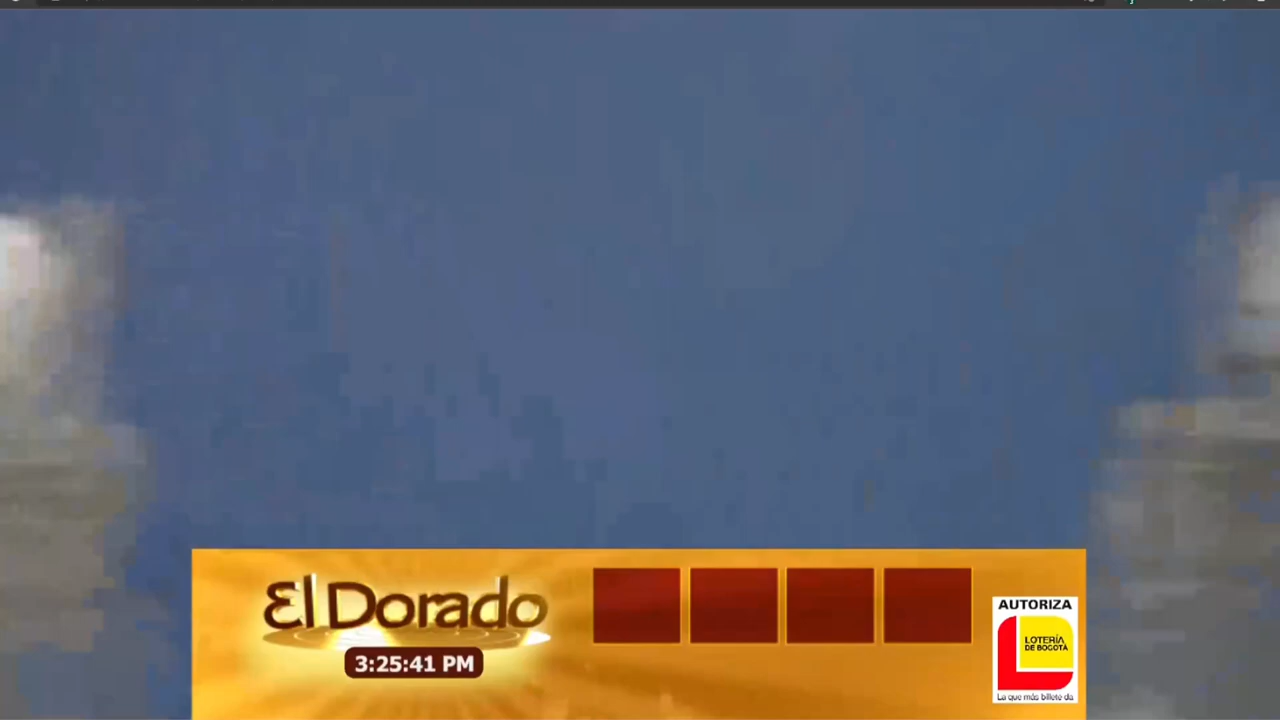 El Dorado
3:25:41 PM
AUTORIZA
LOTERÍA
DE BOGOTÁ
La que más billete da